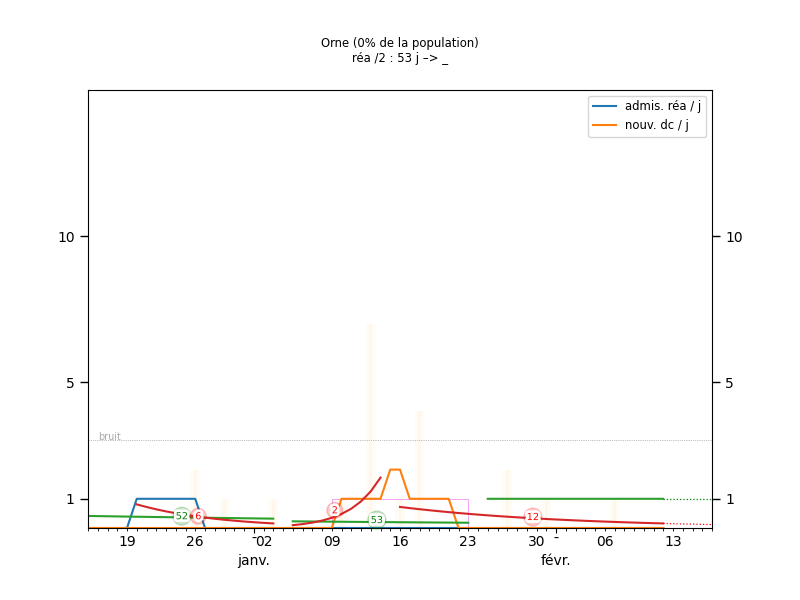 Orne (0% de la population)
réa /2 : 53 j –> _
admis. réa / j
nouv. dc / j
10
10
5
5
bruit
1
1
52
6
2
53
12
19
26
02
09
16
23
30
06
13
janv.
févr.